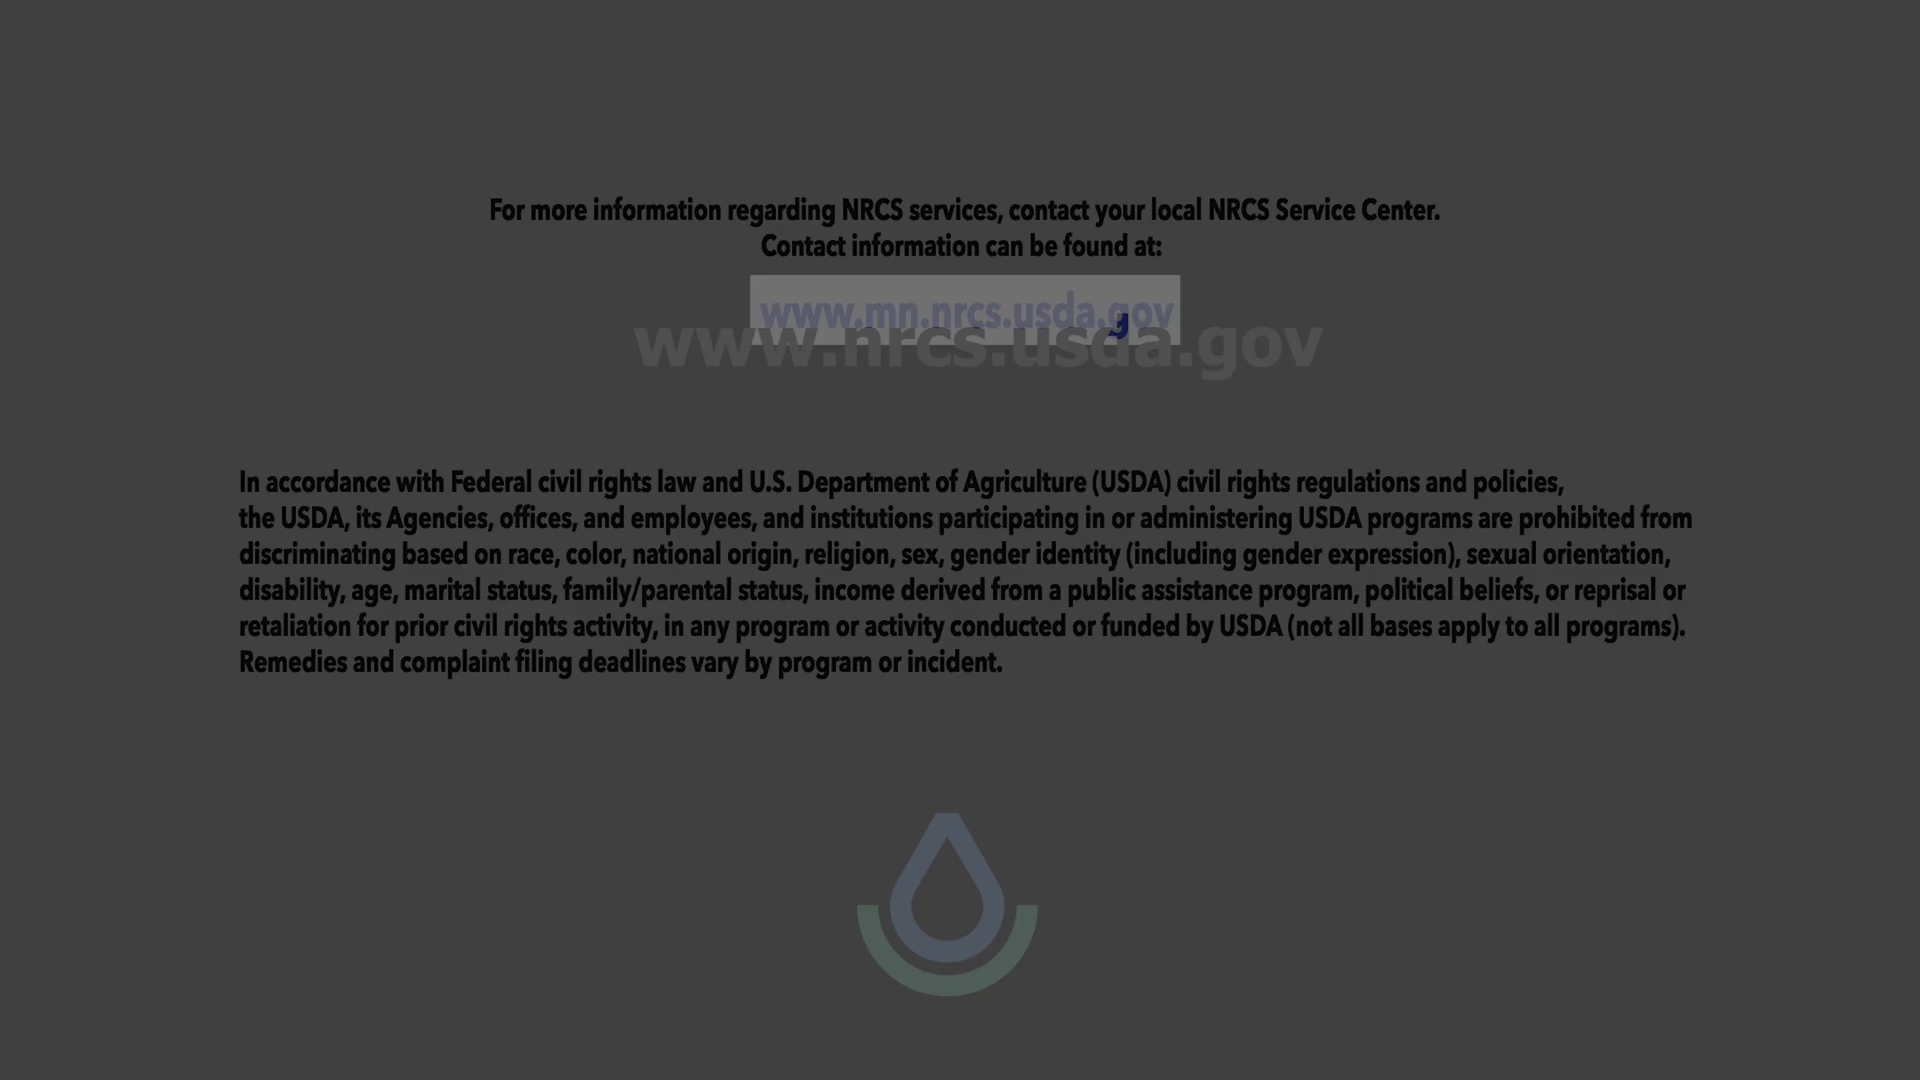 For more information regarding NRCS services, contact your local NRCS Service Center.
Contact information can be found at:
www.mn.nrcs.usda.gov
www.nrcs.usda.gov
In accordance with Federal civil rights law and U.S. Department of Agriculture (USDA) civil rights regulations and policies,
the USDA, its Agencies, offices, and employees, and institutions participating in or administering USDA programs are prohibited from
discriminating based on race, color, national origin, religion, sex, gender identity (including gender expression), sexual orientation,
disability, age, marital status, family/parental status, income derived from a public assistance program, political beliefs, or reprisal or
retaliation for prior civil rights activity, in any program or activity conducted or funded by USDA (not all bases apply to all programs).
Remedies and complaint filing deadlines vary by program or incident.